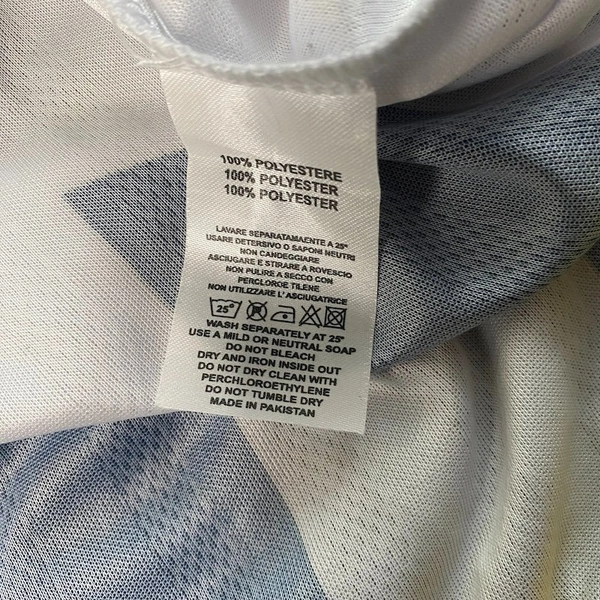 100% POLYESTERE
100% POLYESTER
100% POLYESTER
LAVARE SEPARATAMAENTE A 25°
USARE DETERSIVO O SAPONI NEUTRI
NON CANDEGGIARE
ASCIUGARE E STIRARE A ROVESCIO
NON PULIRE A SECCO CON
PERCLOROE TILENE
NON UTILIZZARE L'ASCIUGATRICE
25°
WASH SEPARATELY AT 25°
USE A MILD OR NEUTRAL SOAP
DO NOT BLEACH
DRY AND IRON INSIDE OUT
DO NOT DRY CLEAN WITH
PERCHLOROETHYLENE
DO NOT TUMBLE DRY
MADE IN PAKISTAN